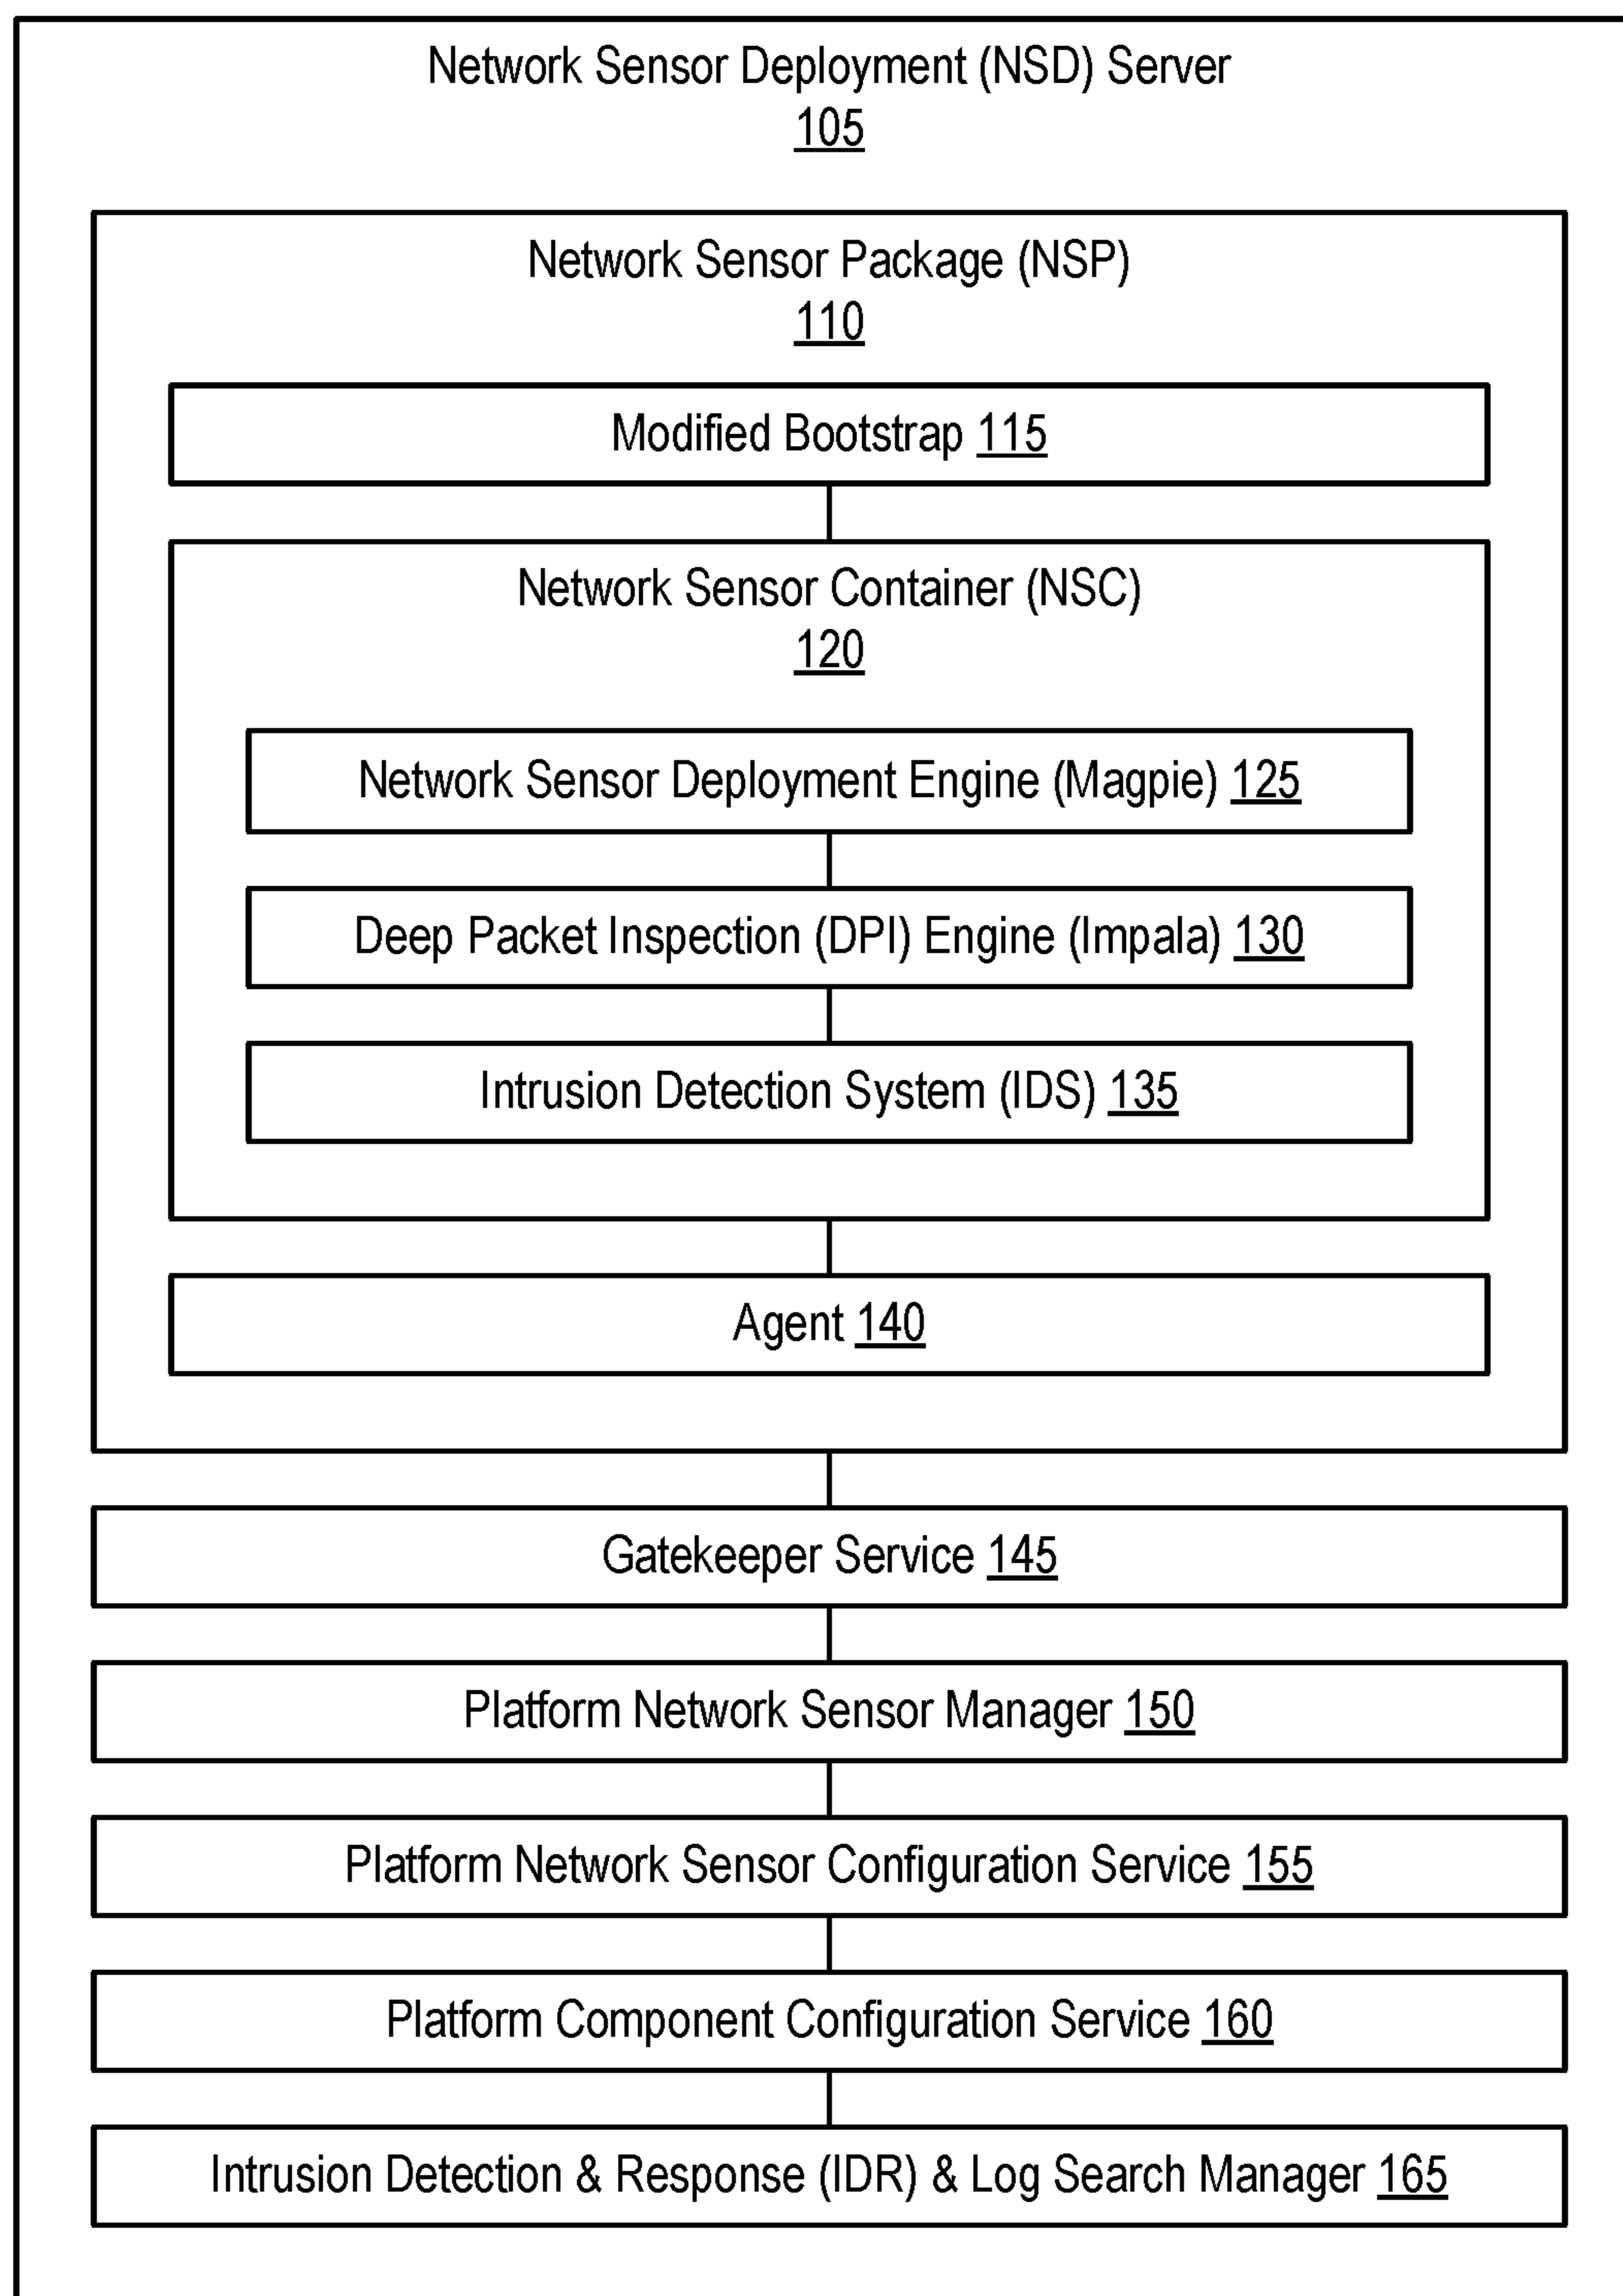 Network Sensor Deployment (NSD) Server
105
Network Sensor Package (NSP)
110
Modified Bootstrap 115
Network Sensor Container (NSC)
120
Network Sensor Deployment Engine (Magpie) 125
Deep Packet Inspection (DPI) Engine (Impala) 130
Intrusion Detection System (IDS) 135
Agent 140
Gatekeeper Service 145
Platform Network Sensor Manager 150
Platform Network Sensor Configuration Service 155
Platform Component Configuration Service 160
Intrusion Detection & Response (IDR) & Log Search Manager 165